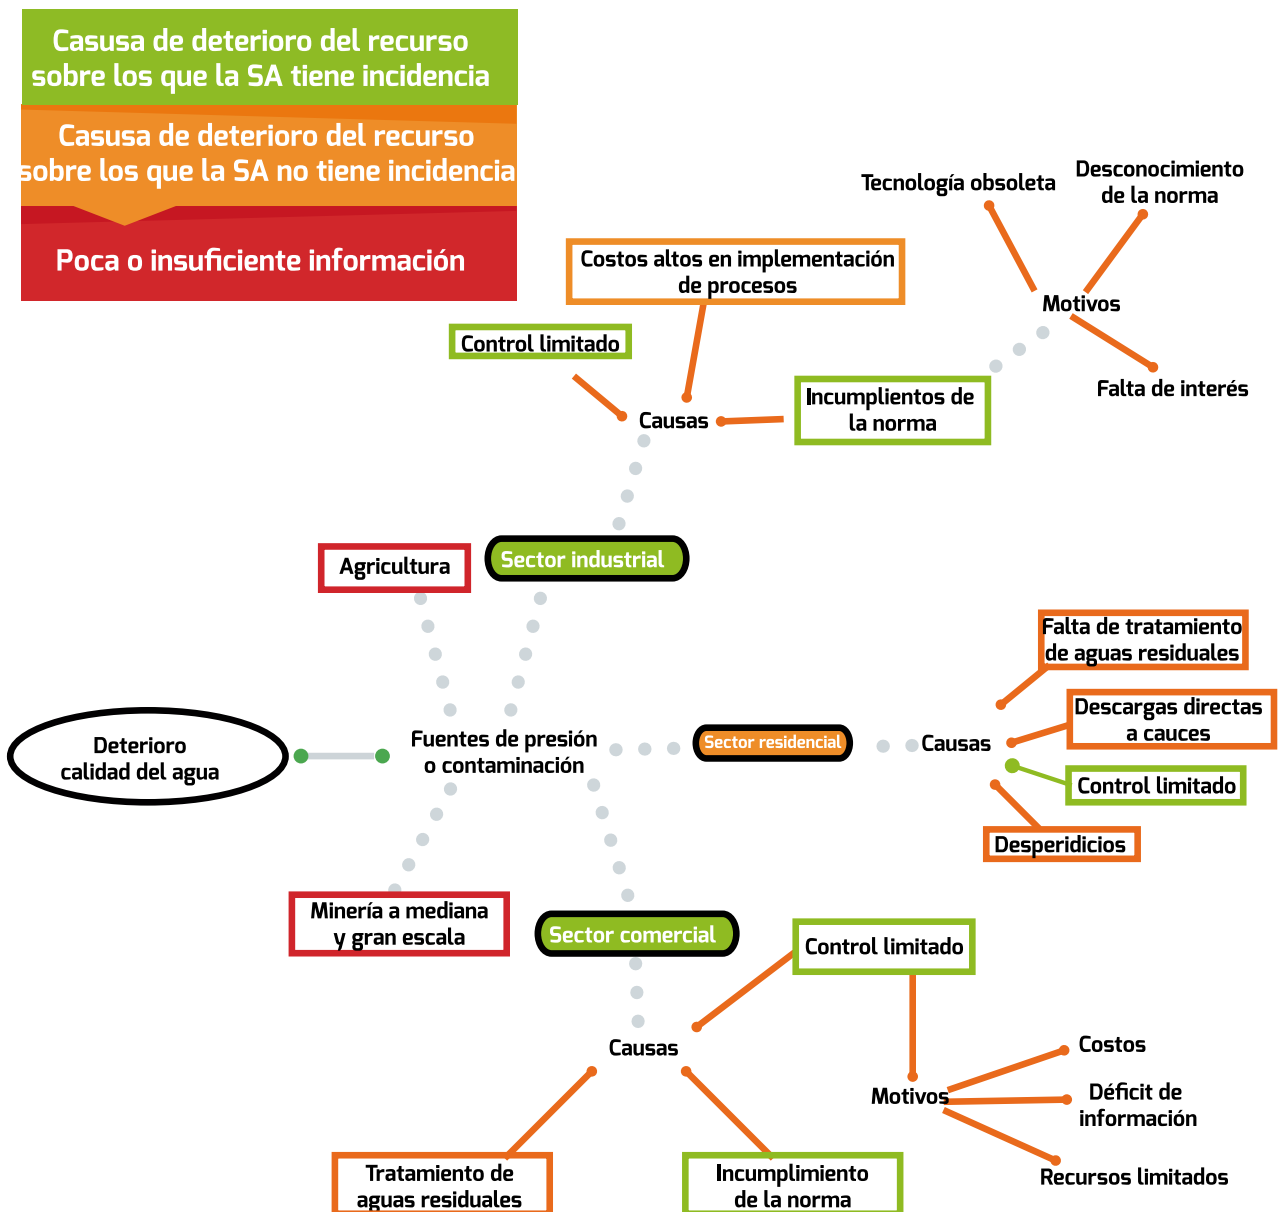 Casusa de deterioro del recurso
sobre los que la SA tiene incidencia
Casusa de deterioro del recurso
sobre los que la SA no tiene incidencia
Poca o insuficiente información
Tecnología obsoleta
Desconocimiento
de la norma
Costos altos en implementación
de procesos
Motivos
Control limitado
Incumplientos de
la norma
Falta de interés
Causas
Sector industrial
Agricultura
Falta de tratamiento
de aguas residuales
Descargas directas
a cauces
Deterioro
calidad del agua
Fuentes de presión
o contaminación
Sector residencial
Causas
Control limitado
Desperidicios
Minería a mediana
y gran escala
Sector comercial
Control limitado
Causas
Costos
Motivos
Déficit de
información
Recursos limitados
Tratamiento de
aguas residuales
Incumplimiento
de la norma